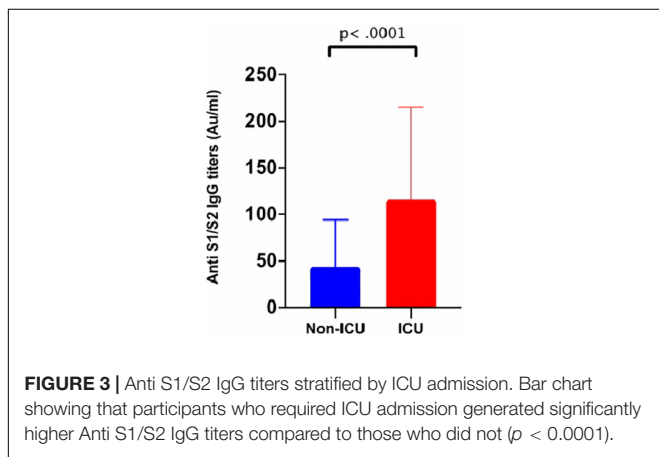 p< .0001
250
200
150
100
50
0
Anti S1/S2 IgG titers (Au/ml)
Non-ICU ICU
FIGURE 3 | Anti S1/S2 IgG titers stratified by ICU admission. Bar chart
showing that participants who required ICU admission generated significantly
higher Anti S1/S2 IgG titers compared to those who did not (p < 0.0001).